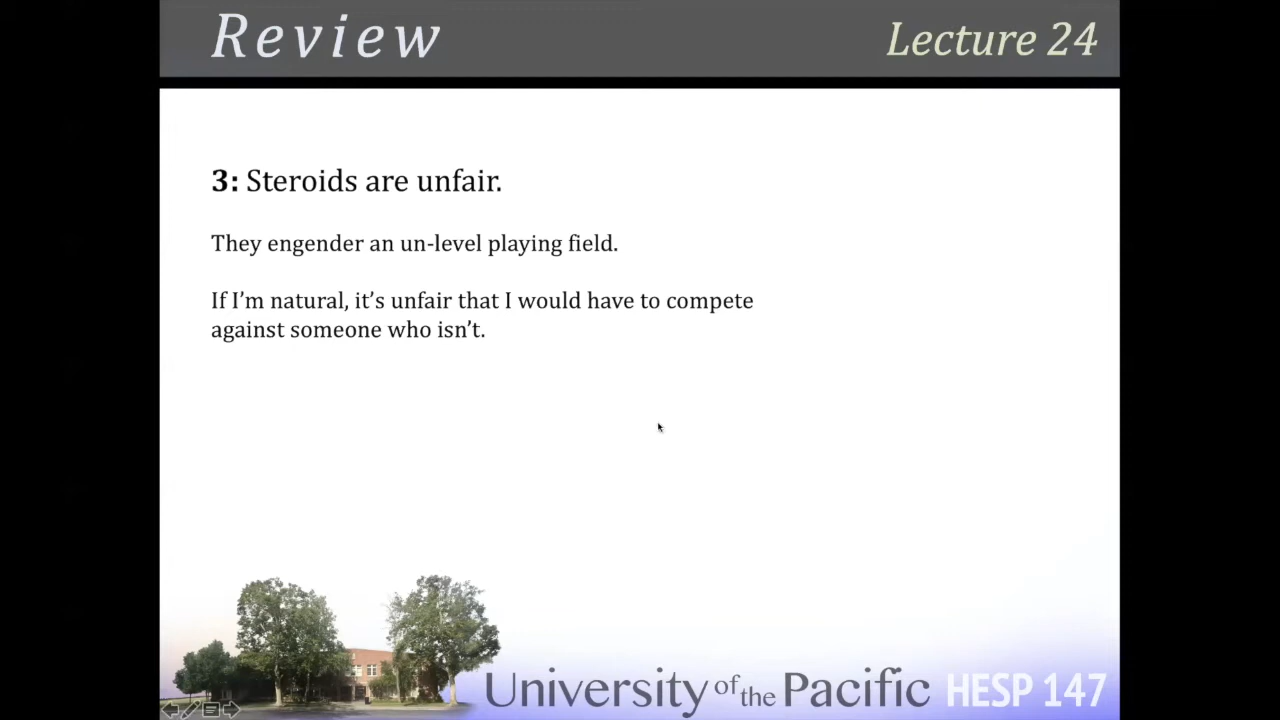 Review
Lecture 24
3: Steroids are unfair.
They engender an un-level playing field.
If I’m natural, it’s unfair that I would have to compete
against someone who isn’t.
University of the Pacific HESP 147